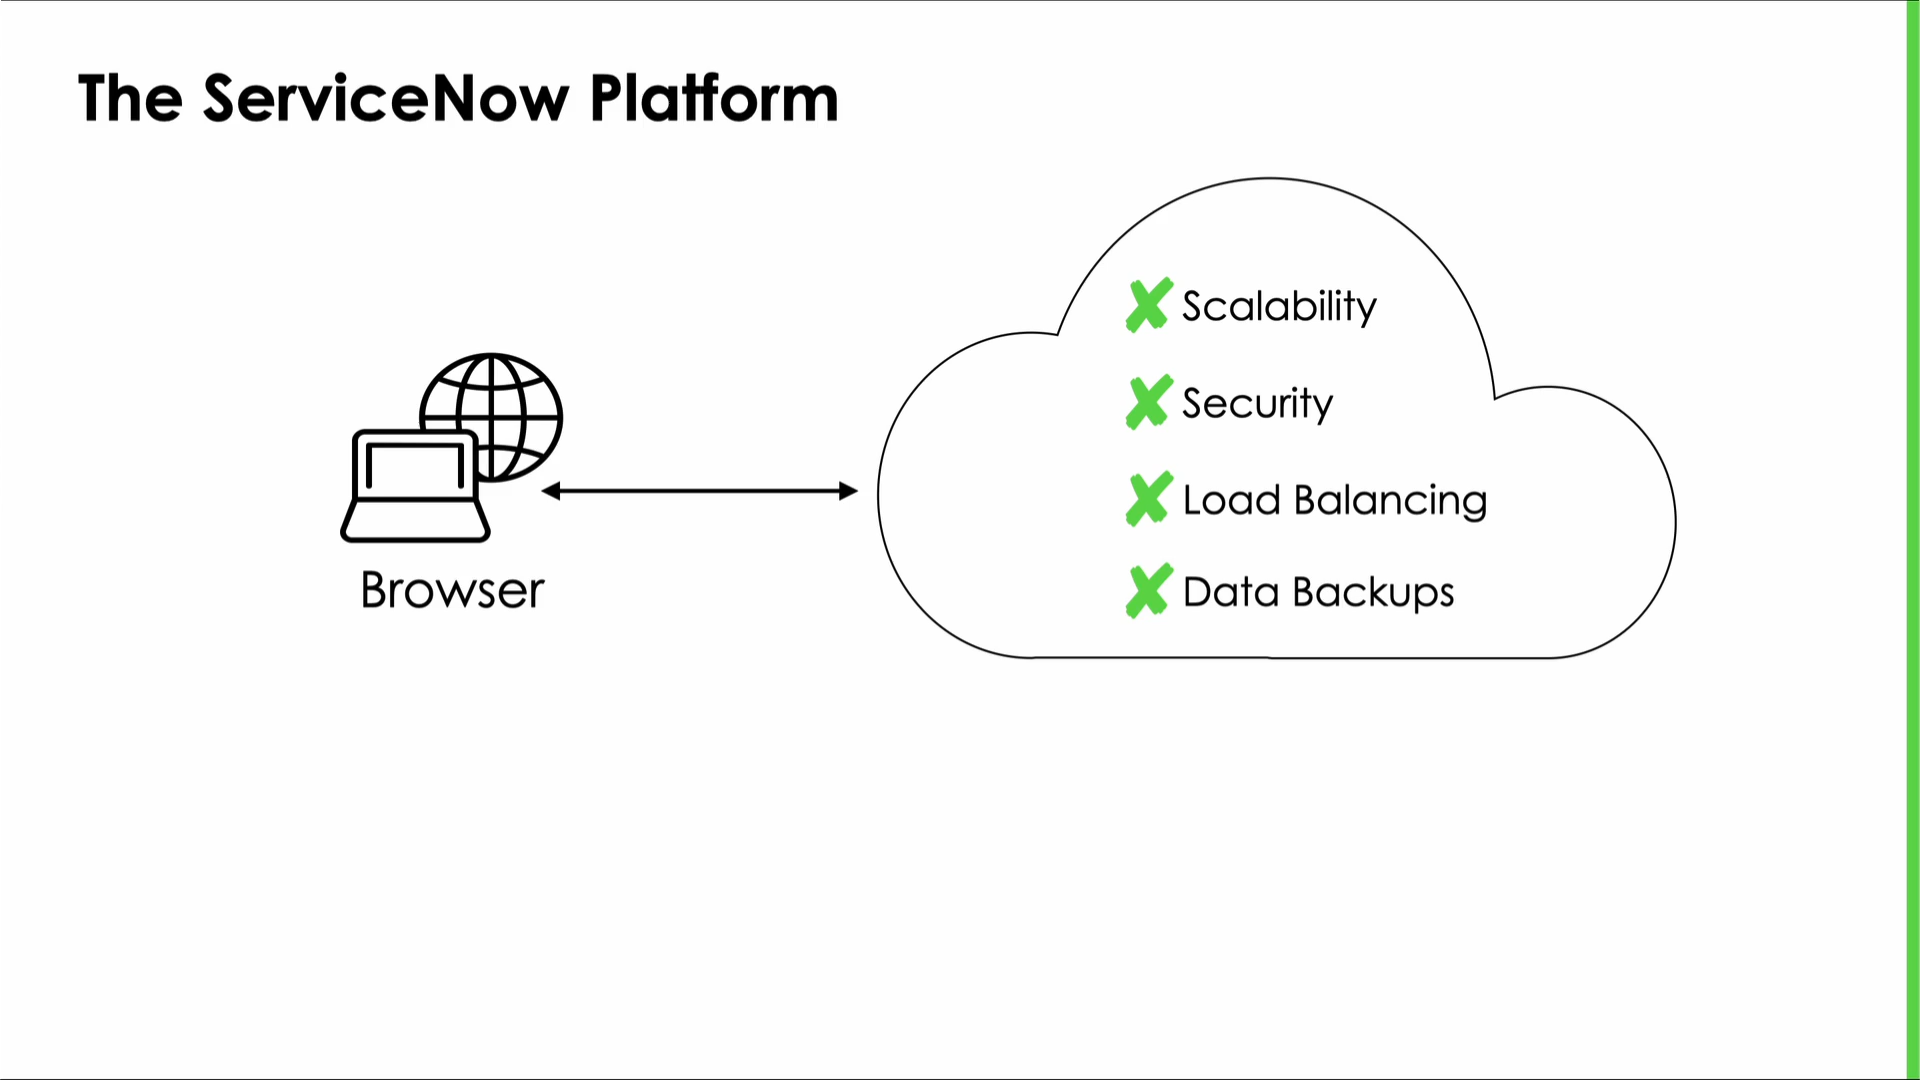 The ServiceNow Platform
Scalability
Security
Load Balancing
Data Backups
Browser